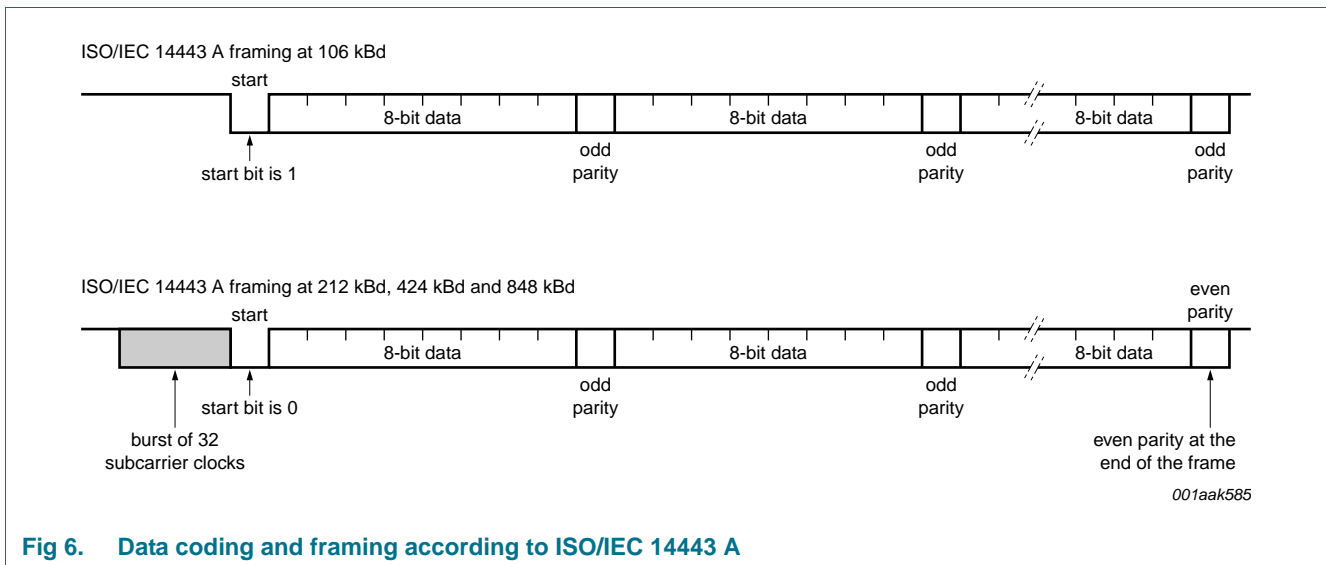 ISO/IEC 14443 A framing at 106 kBd
start
8-bit data
8-bit data
8-bit data
odd
parity
odd
parity
odd
parity
start bit is 1
ISO/IEC 14443 A framing at 212 kBd, 424 kBd and 848 kBd
even
parity
start
8-bit data
8-bit data
8-bit data
odd
parity
odd
parity
start bit is 0
burst of 32
subcarrier clocks
even parity at the
end of the frame
001aak585
Fig 6. Data coding and framing according to ISO/IEC 14443 A